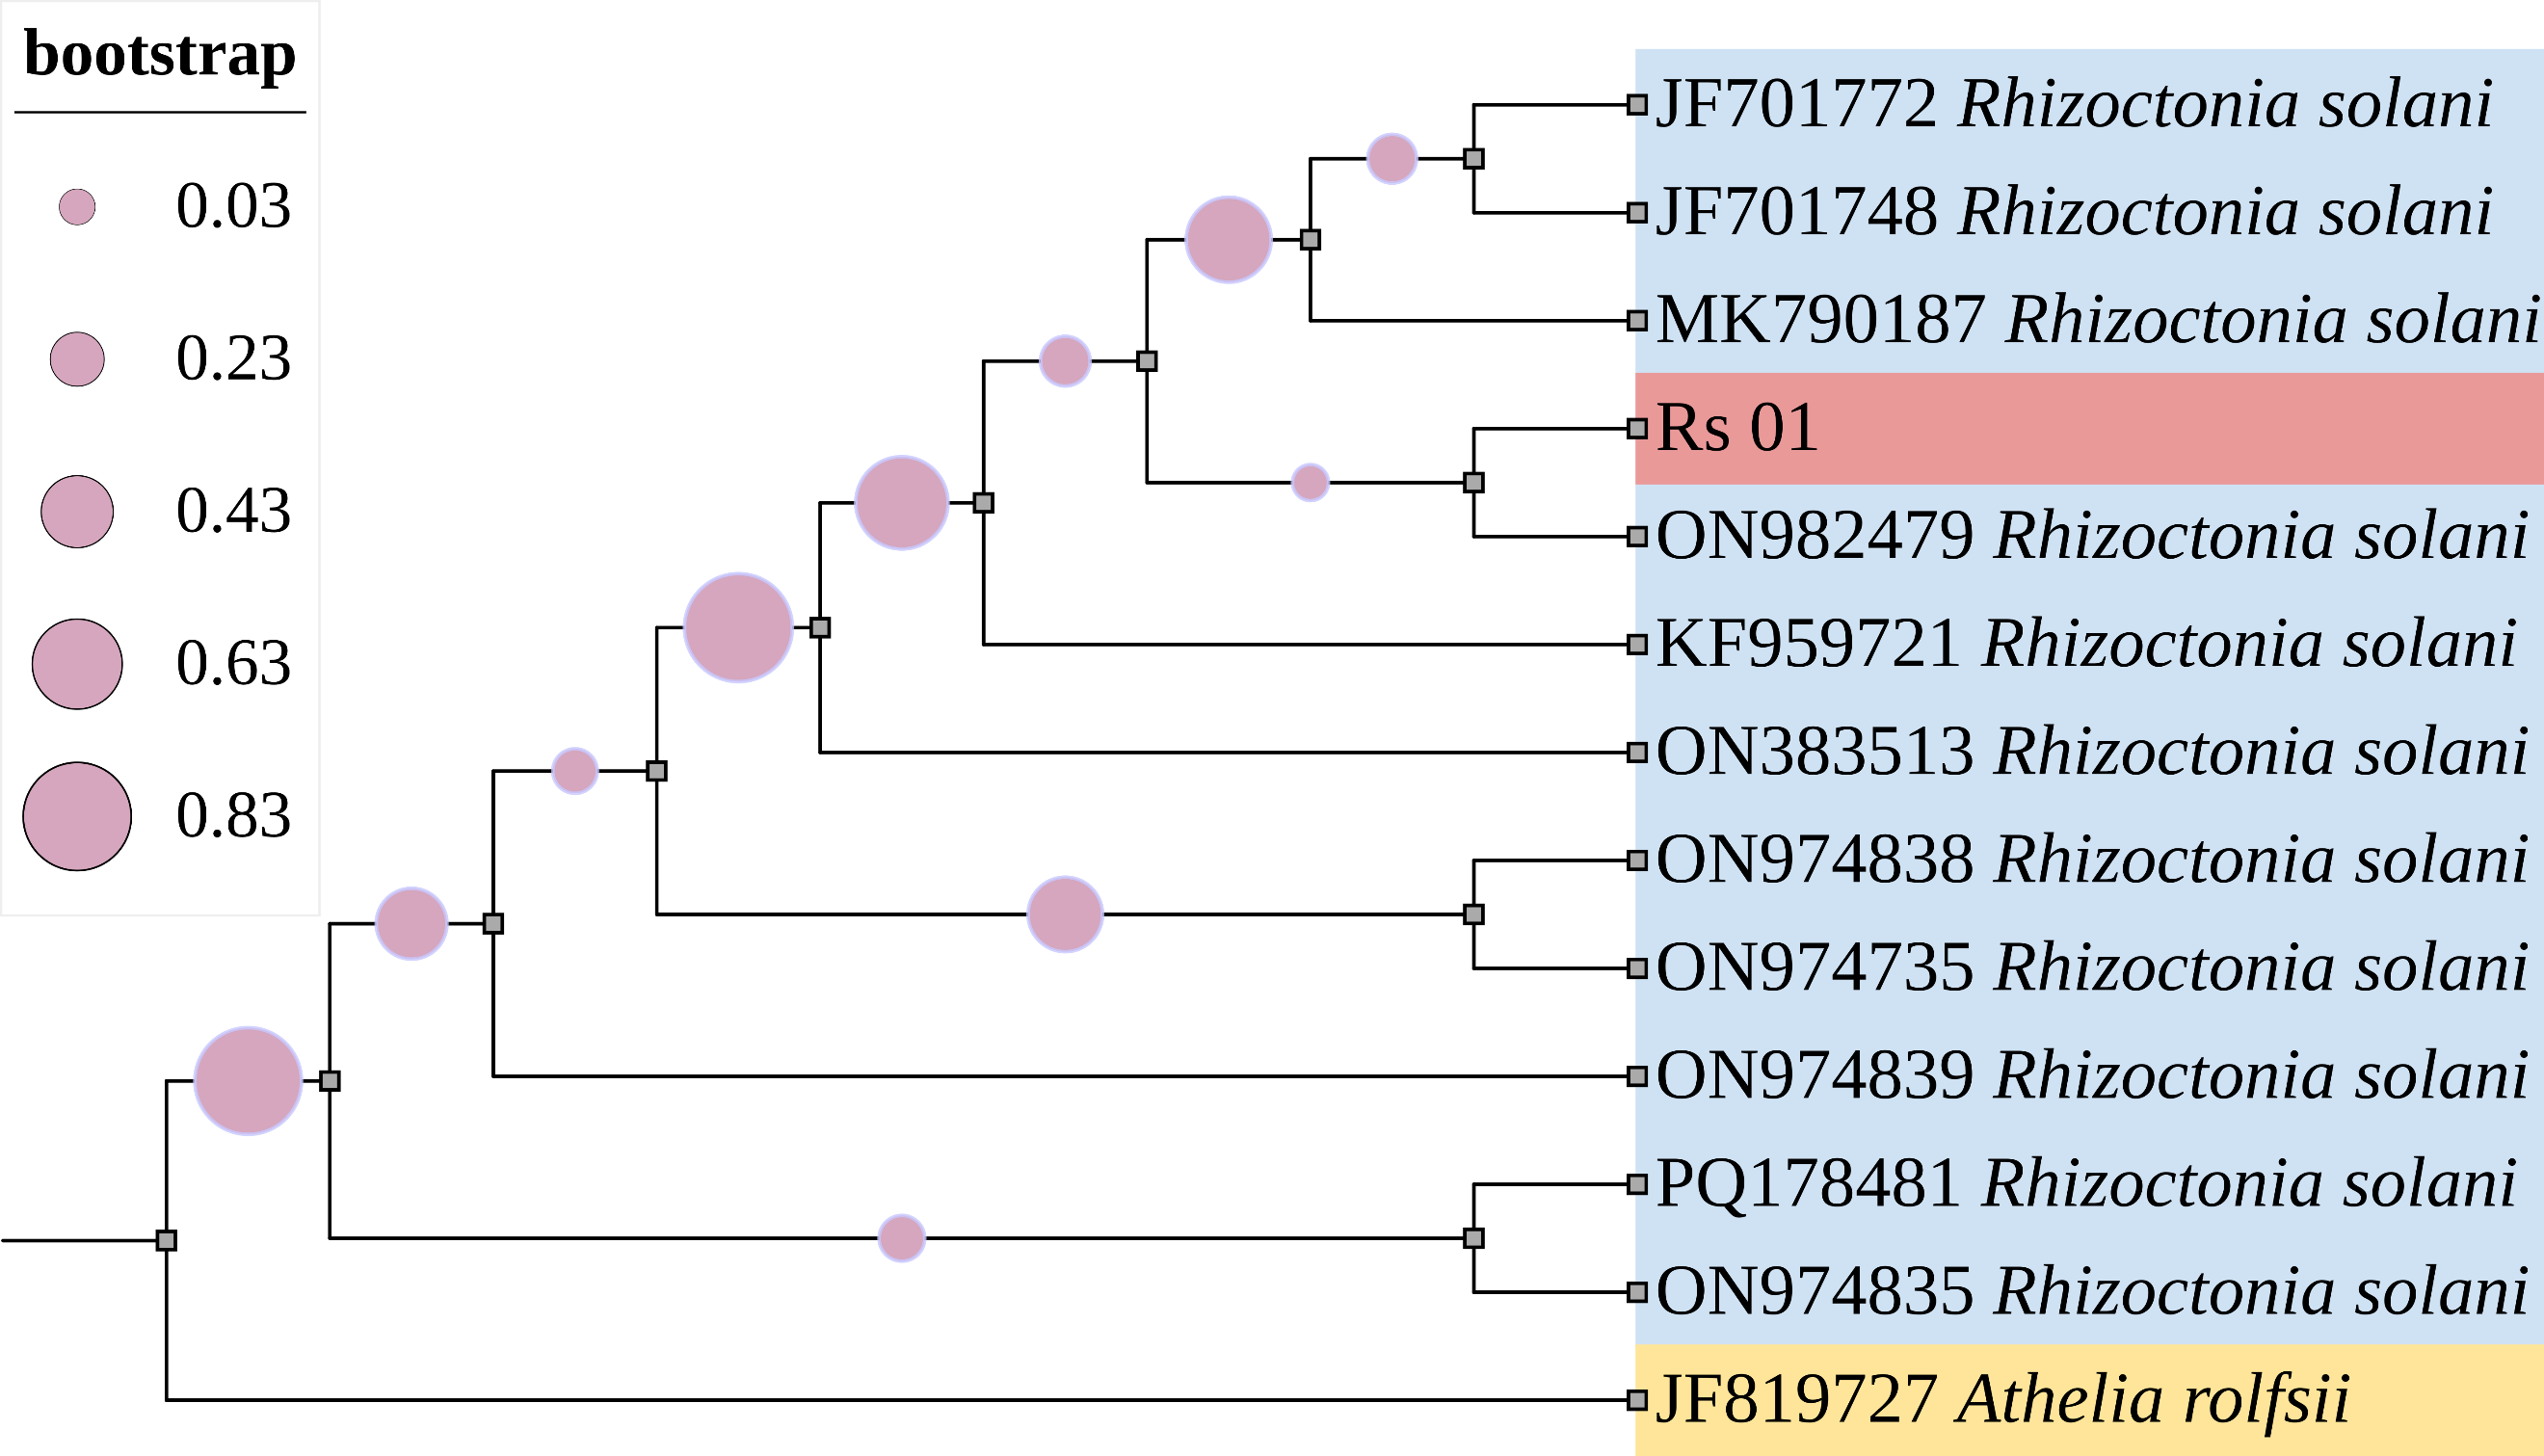 bootstrap
0.03
0.23
0.43
0.63
0.83
JF701772 Rhizoctonia solani
JF701748 Rhizoctonia solani
MK790187 Rhizoctonia solani
Rs 01
ON982479 Rhizoctonia solani
KF959721 Rhizoctonia solani
ON383513 Rhizoctonia solani
ON974838 Rhizoctonia solani
ON974735 Rhizoctonia solani
ON974839 Rhizoctonia solani
PQ178481 Rhizoctonia solani
ON974835 Rhizoctonia solani
JF819727 Athelia rolfsii